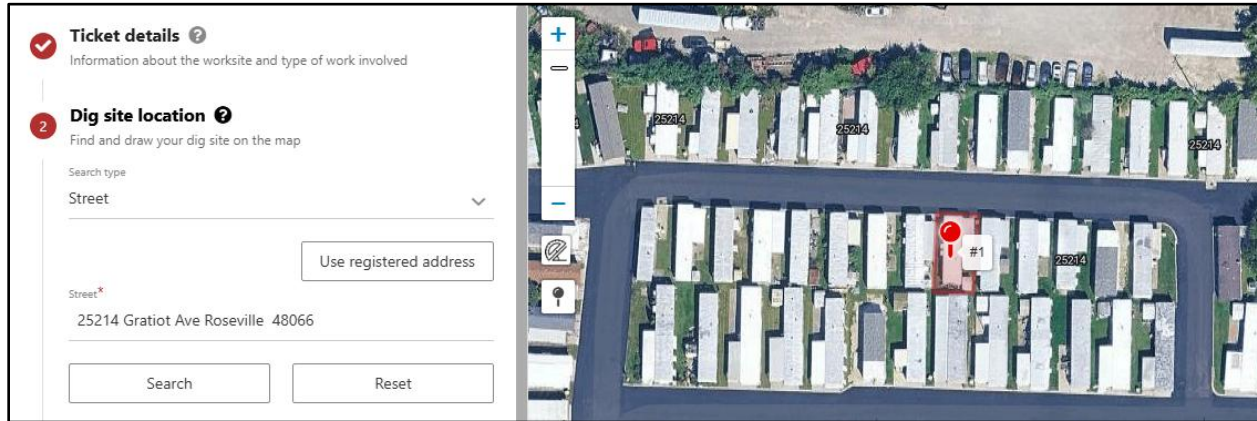 Ticket details ?
Information about the worksite and type of work involved
2
Dig site location ?
Find and draw your dig site on the map
Search type
Street
Use registered address
Street*
25214 Gratiot Ave Roseville 48066
Search
Reset
+
−
25214
25214
25214
#1
25214